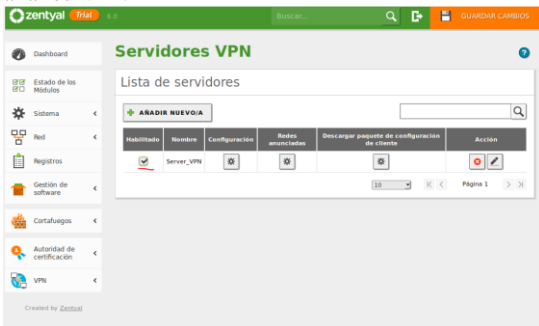 zentyal Trial 6.0 Buscar... GUARDAR CAMBIOS
Dashboard
Estado de los
Módulos
Sistema
Red
Registros
Gestión de
software
Cortafuegos
Autoridad de
certificación
VPN
Created by Zentyal
Servidores VPN
Lista de servidores
AÑADIR NUEVO/A
Habilitado Nombre Configuración Redes
anunciadas Descargar paquete de configuración
de cliente Acción
Server_VPN
10 Página 1